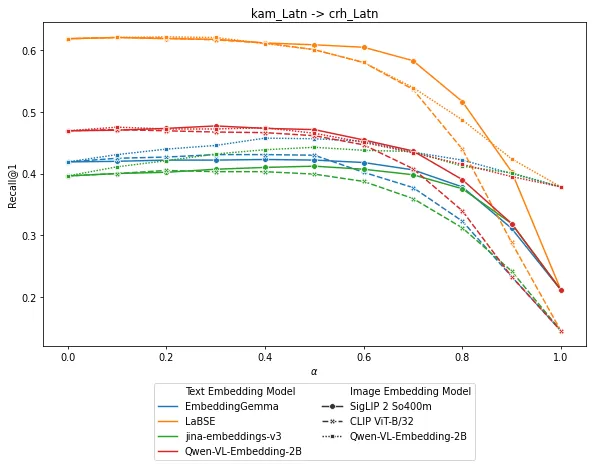 kam_Latn -> crh_Latn
0.6
0.5
0.4
0.3
0.2
Recall@1
0.0 0.2 0.4 0.6 0.8 1.0
α
Text Embedding Model Image Embedding Model
EmbeddingGemma SigLIP 2 So400m
LaBSE CLIP ViT-B/32
jina-embeddings-v3 Qwen-VL-Embedding-2B
Qwen-VL-Embedding-2B